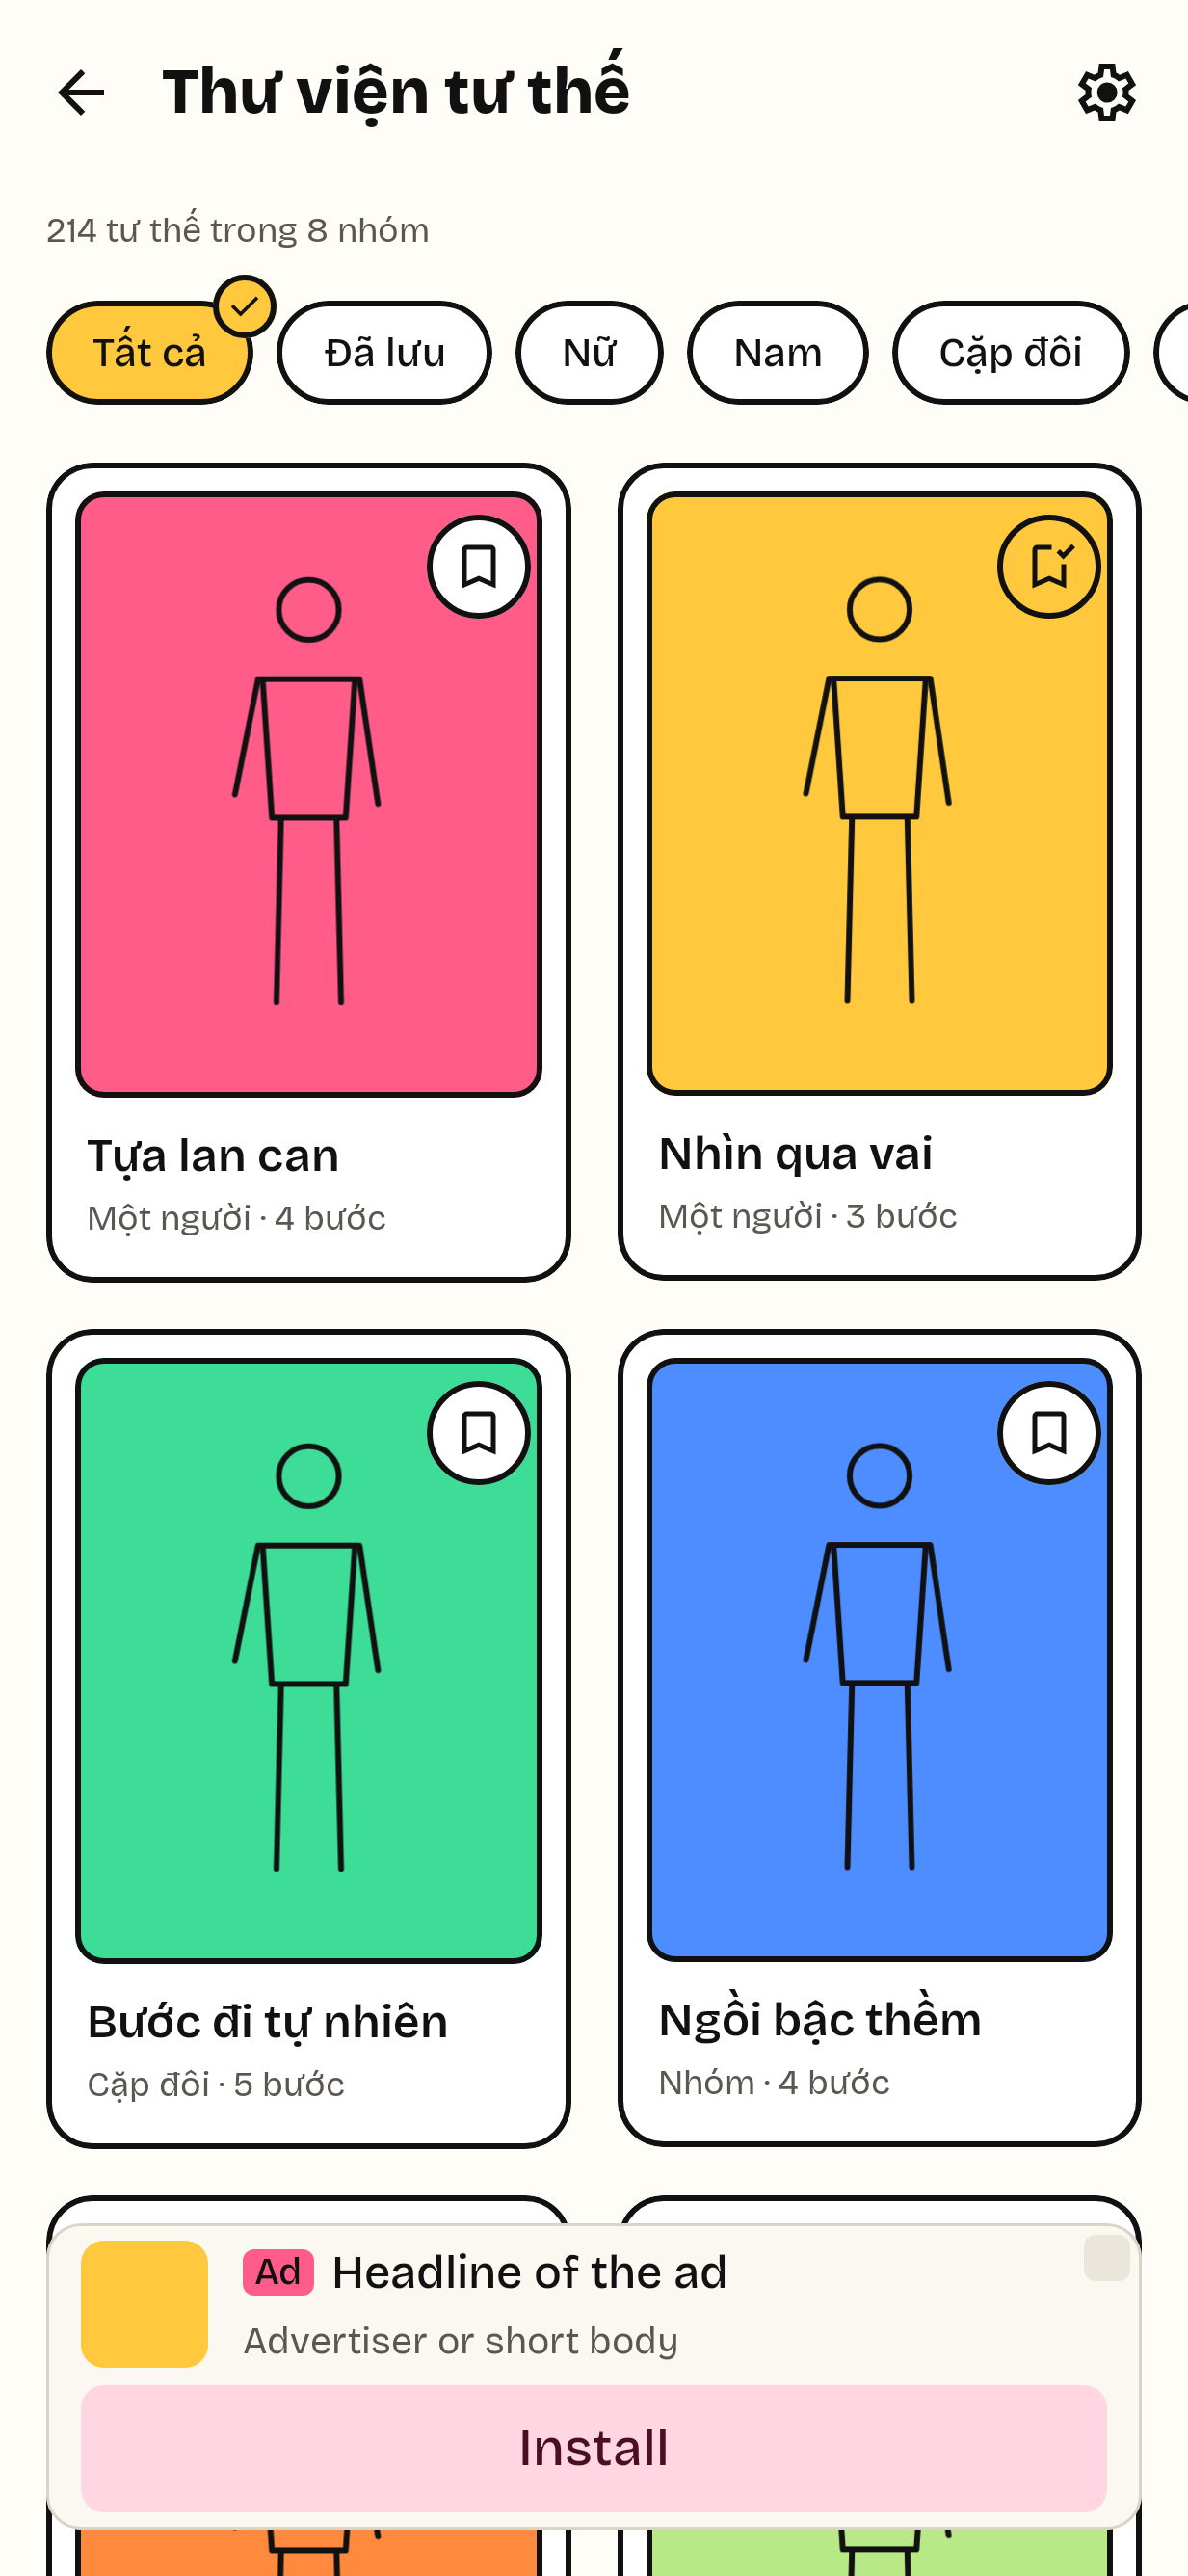 Thư viện tư thế
214 tư thế trong 8 nhóm
Tất cả
Đã lưu
Nữ
Nam
Cặp đôi
Tựa lan can
Một người · 4 bước
Nhìn qua vai
Một người · 3 bước
Bước đi tự nhiên
Cặp đôi · 5 bước
Ngồi bậc thềm
Nhóm · 4 bước
Ad Headline of the ad
Advertiser or short body
Install